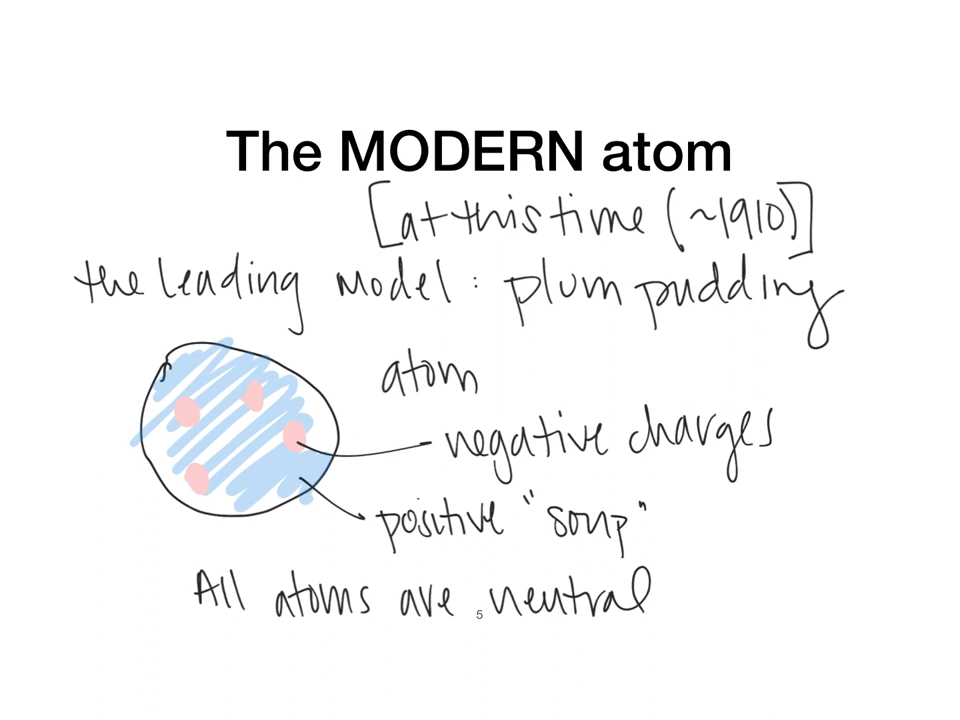 The MODERN atom
[at this time (~1910)]
the leading model: plum pudding
atom
negative charges
positive "soup"
All atoms are neutral
5